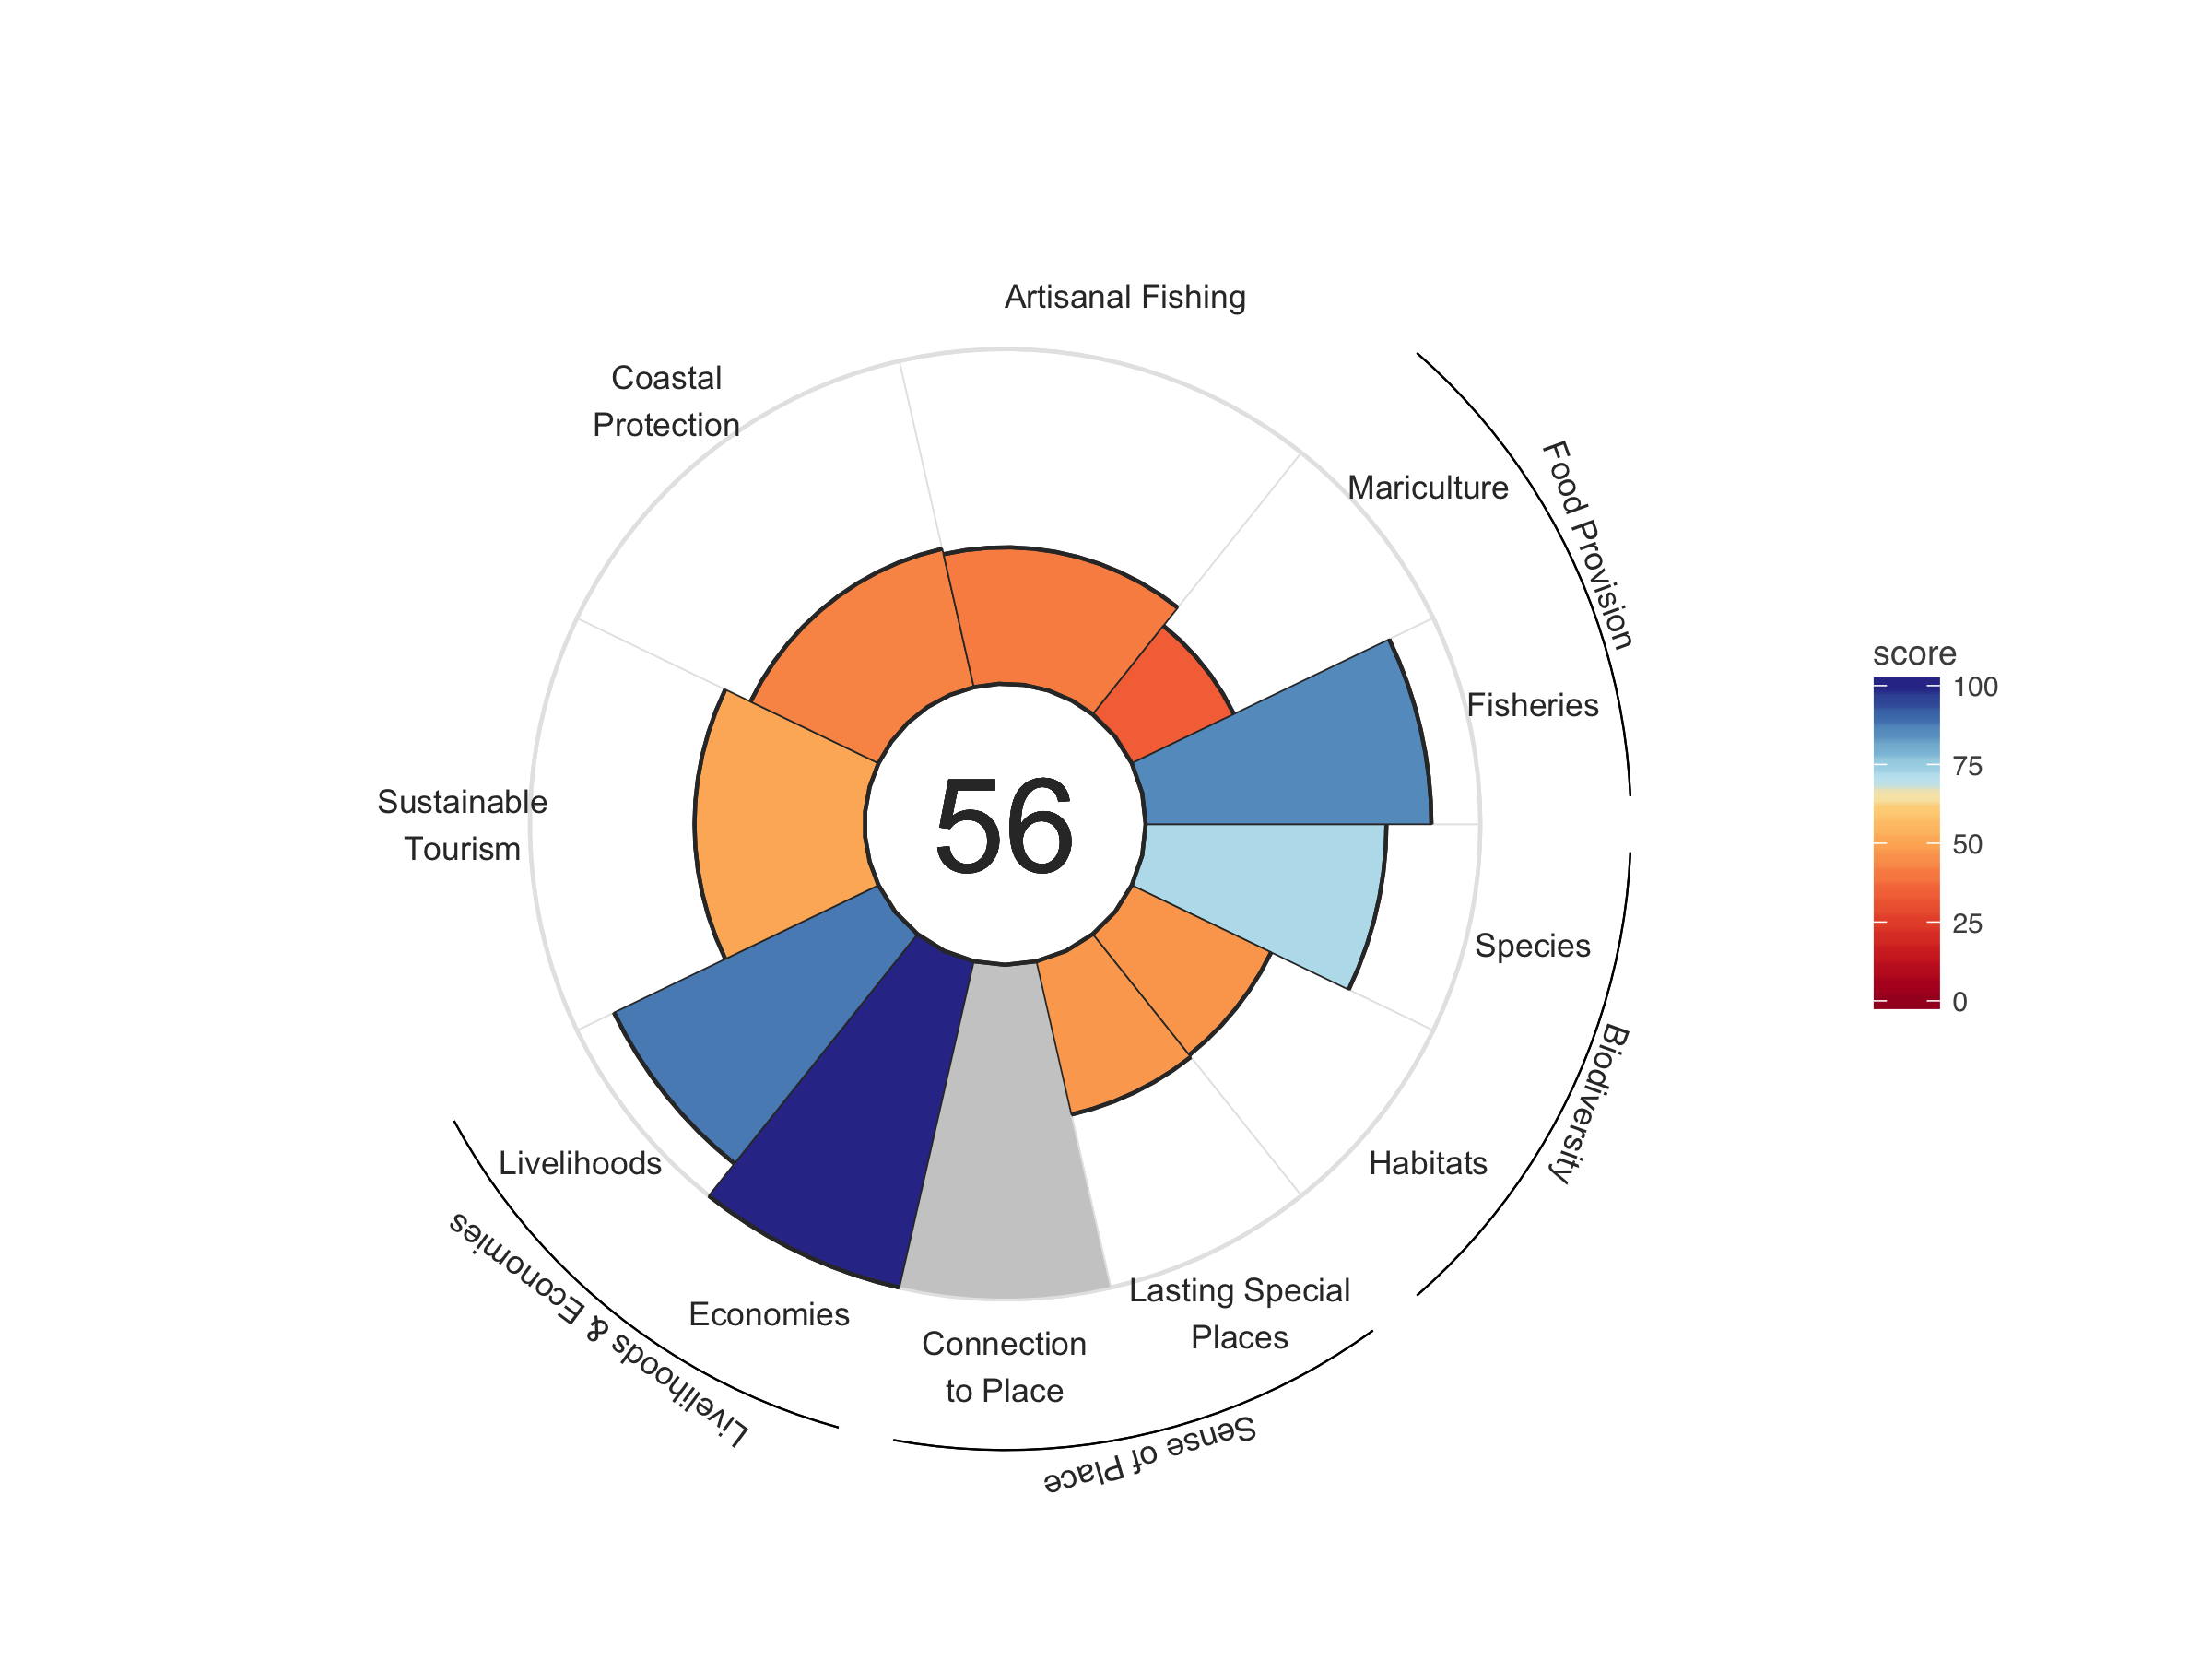 Artisanal Fishing
Coastal
Protection
Mariculture
Food Provision
Fisheries
score
100
75
50
25
0
56
Sustainable
Tourism
Species
Biodiversity
Habitats
Livelihoods
Livelihoods & Economies
Economies
Lasting Special
Places
Connection
to Place
Sense of Place